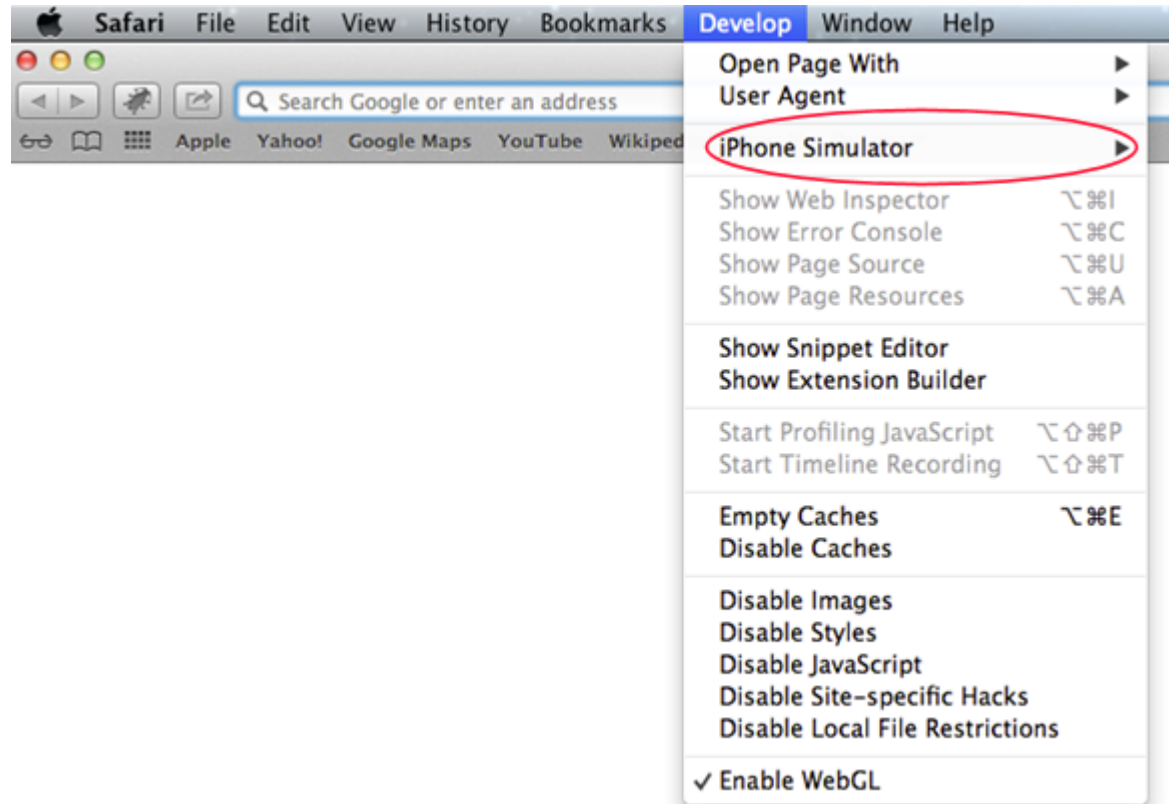 Safari File Edit View History Bookmarks Develop Window Help
Search Google or enter an address
Apple Yahoo! Google Maps YouTube Wikiped
Open Page With ▶
User Agent ▶
iPhone Simulator ▶
Show Web Inspector ⌥⌘I
Show Error Console ⌥⌘C
Show Page Source ⌥⌘U
Show Page Resources ⌥⌘A
Show Snippet Editor
Show Extension Builder
Start Profiling JavaScript ⌥⇧⌘P
Start Timeline Recording ⌥⇧⌘T
Empty Caches ⌥⌘E
Disable Caches
Disable Images
Disable Styles
Disable JavaScript
Disable Site-specific Hacks
Disable Local File Restrictions
✓ Enable WebGL